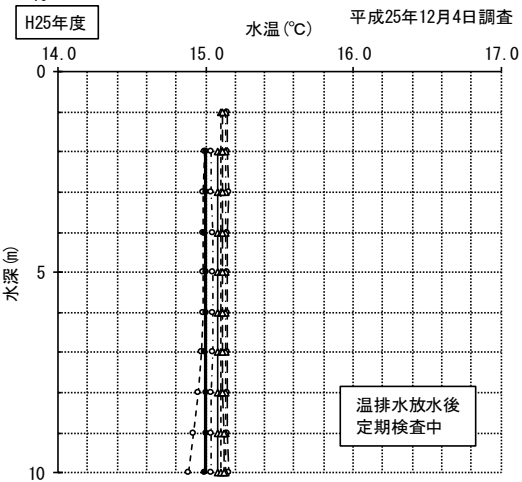 H25年度
水温(℃)
平成25年12月4日調査
14.0 15.0 16.0 17.0
0
5
10
水深(m)
温排水放水後
定期検査中